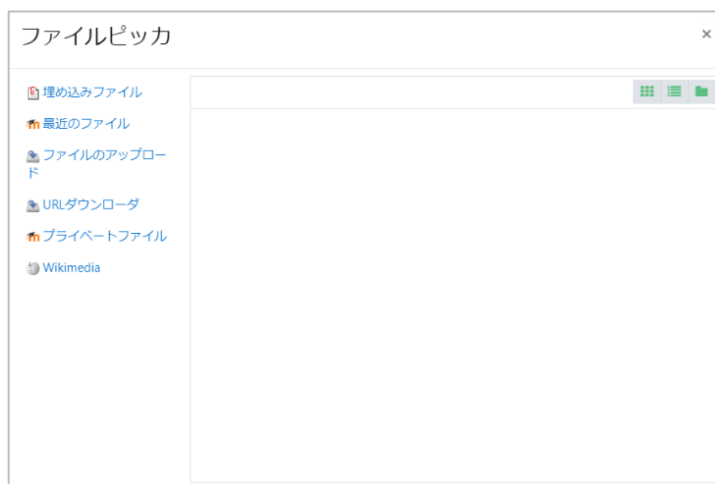 ファイルピッカ
×
埋め込みファイル
最近のファイル
ファイルのアップロー
ド
URLダウンローダ
プライベートファイル
Wikimedia